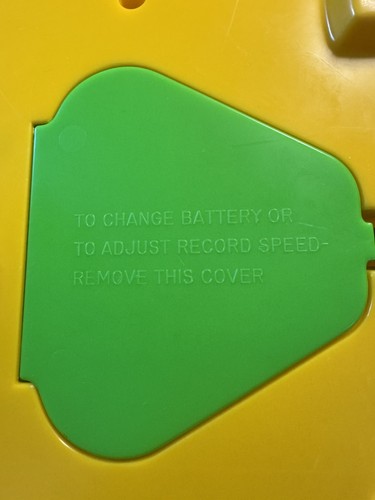 TO CHANGE BATTERY OR
TO ADJUST RECORD SPEED-
REMOVE THIS COVER